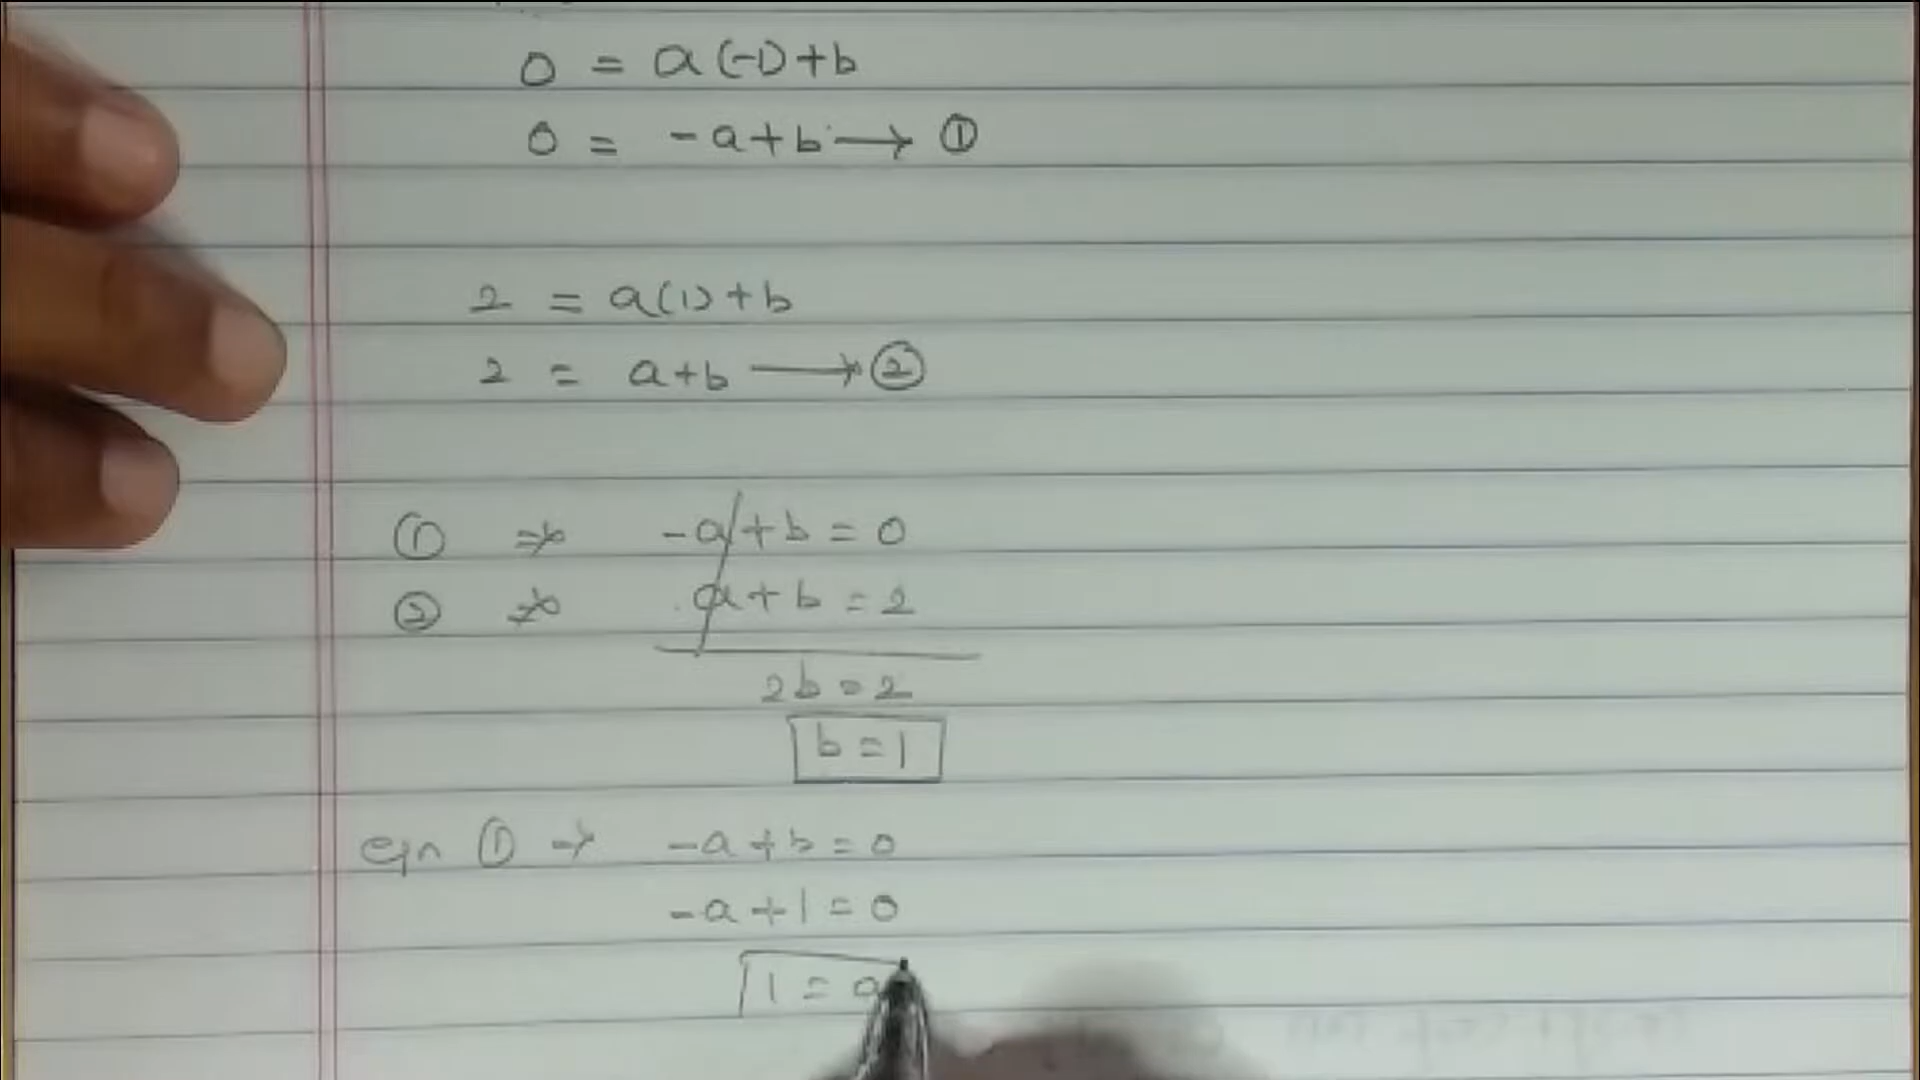 0 = a(-1)+b
0 = -a+b → ①
2 = a(1)+b
2 = a+b → ②
① ⇒ -a+b=0
② ⇒ a+b=2
2b=2
b=1
eqn ① → -a+b=0
-a+1=0
1=a